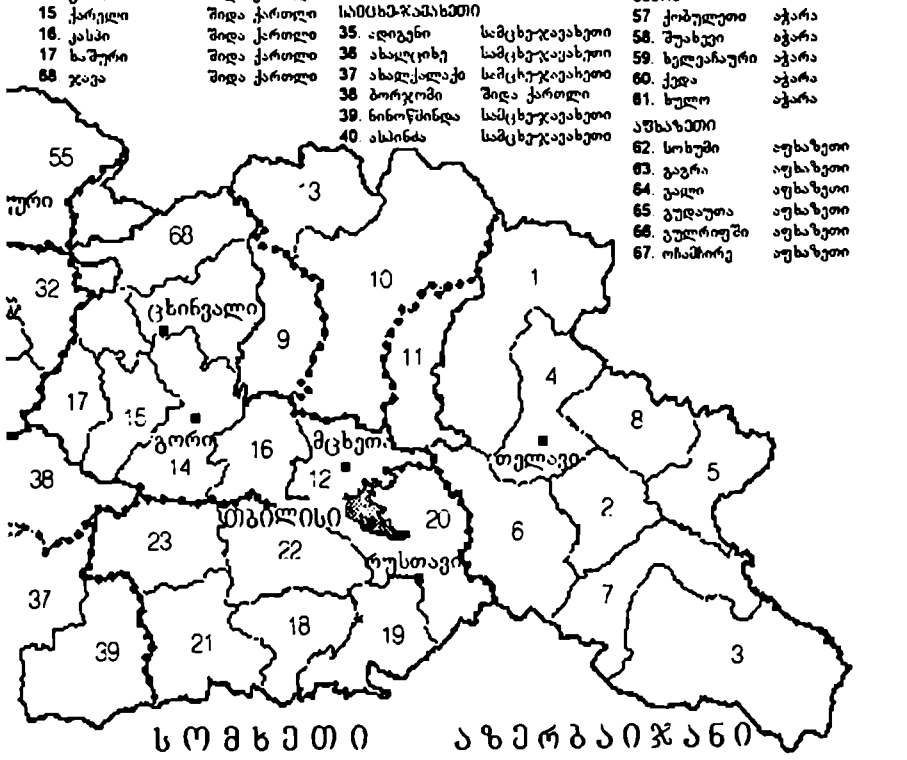 15 ქარელი შიდა ქართლი
16. კასპი შიდა ქართლი
17 ხაშური შიდა ქართლი
68 ჯავა შიდა ქართლი
სამცხე-ჯავახეთი
35. ადიგენი სამცხე-ჯავახეთი
36 ახალციხე სამცხე-ჯავახეთი
37 ახალქალაქი სამცხე-ჯავახეთი
38 ბორჯომი შიდა ქართლი
39. ნინოწმინდა სამცხე-ჯავახეთი
40. ასპინძა სამცხე-ჯავახეთი
57 ქობულეთი აჭარა
58. შუახევი აჭარა
59. ხელვაჩაური აჭარა
60. ქედა აჭარა
61. ხულო აჭარა
აფხაზეთი
62. სოხუმი აფხაზეთი
63. გაგრა აფხაზეთი
64. გალი აფხაზეთი
65 გუდაუთა აფხაზეთი
66. გულრიფში აფხაზეთი
67. ოჩამჩირე აფხაზეთი
55
13
68
10
1
32
ცხინვალი
9
11
4
17
15
8
გორი
16
მცხეთა
თელავი
14
12
5
38
თბილისი
20
6
2
23
22
რუსთავი
37
7
39
21
18
19
3
სომხეთი
აზერბაიჯანი